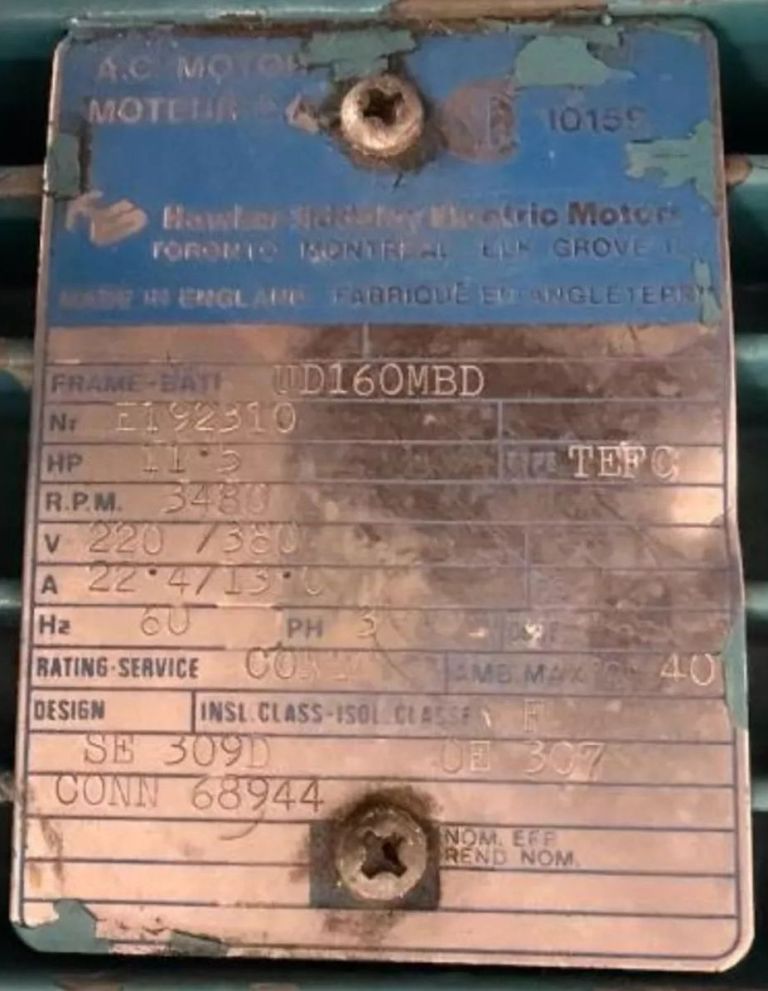 A.C. MOTOR
MOTEUR
10159
Hawker Siddeley Electric Motors
TORONTO MONTREAL ELK GROVE
MADE IN ENGLAND FABRIQUÉ EN ANGLETERRE
FRAME-BATI UD160MBD
Nr E192310
HP 11·5 TEFC
R.P.M. 3480
V 220 /380
A 22·4/13·0
Hz 60 PH 3
RATING-SERVICE AMB.MAX 40
DESIGN INSL.CLASS-ISOL.CLASSE F
SE 309D OE 307
CONN 68944
NOM. EFF
REND NOM.